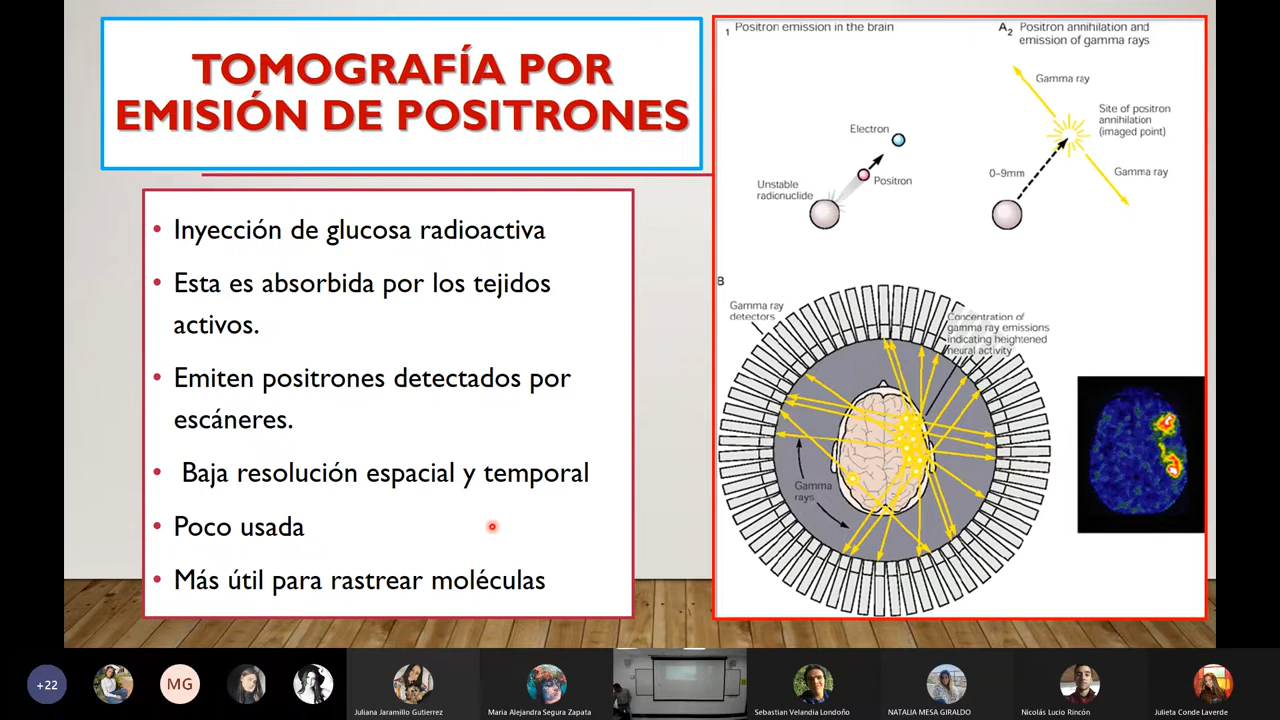 TOMOGRAFÍA POR
EMISIÓN DE POSITRONES
• Inyección de glucosa radioactiva
• Esta es absorbida por los tejidos
activos.
• Emiten positrones detectados por
escáneres.
• Baja resolución espacial y temporal
• Poco usada
• Más útil para rastrear moléculas
1 Positron emission in the brain
Electron
Positron
Unstable
radionuclide
A2 Positron annihilation and
emission of gamma rays
Gamma ray
Site of positron
annihilation
(imaged point)
0-9mm
Gamma ray
B
Gamma ray
detectors
Concentration of
gamma ray emissions
indicating heightened
neural activity
Gamma
rays
+22
MG
Juliana Jaramillo Gutierrez
Maria Alejandra Segura Zapata
Sebastian Velandia Londoño
NATALIA MESA GIRALDO
Nicolás Lucio Rincón
Julieta Conde Laverde